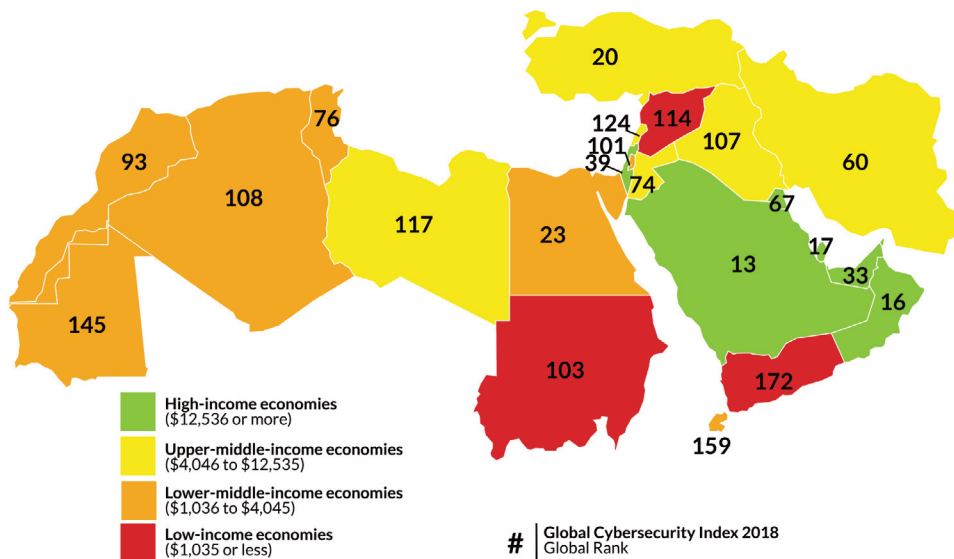 20
76
124
114
93
101
107
39
60
108
74
67
117
23
17
13
33
16
145
103
172
159
High-income economies
($12,536 or more)
Upper-middle-income economies
($4,046 to $12,535)
Lower-middle-income economies
($1,036 to $4,045)
Low-income economies
($1,035 or less)
# Global Cybersecurity Index 2018
Global Rank